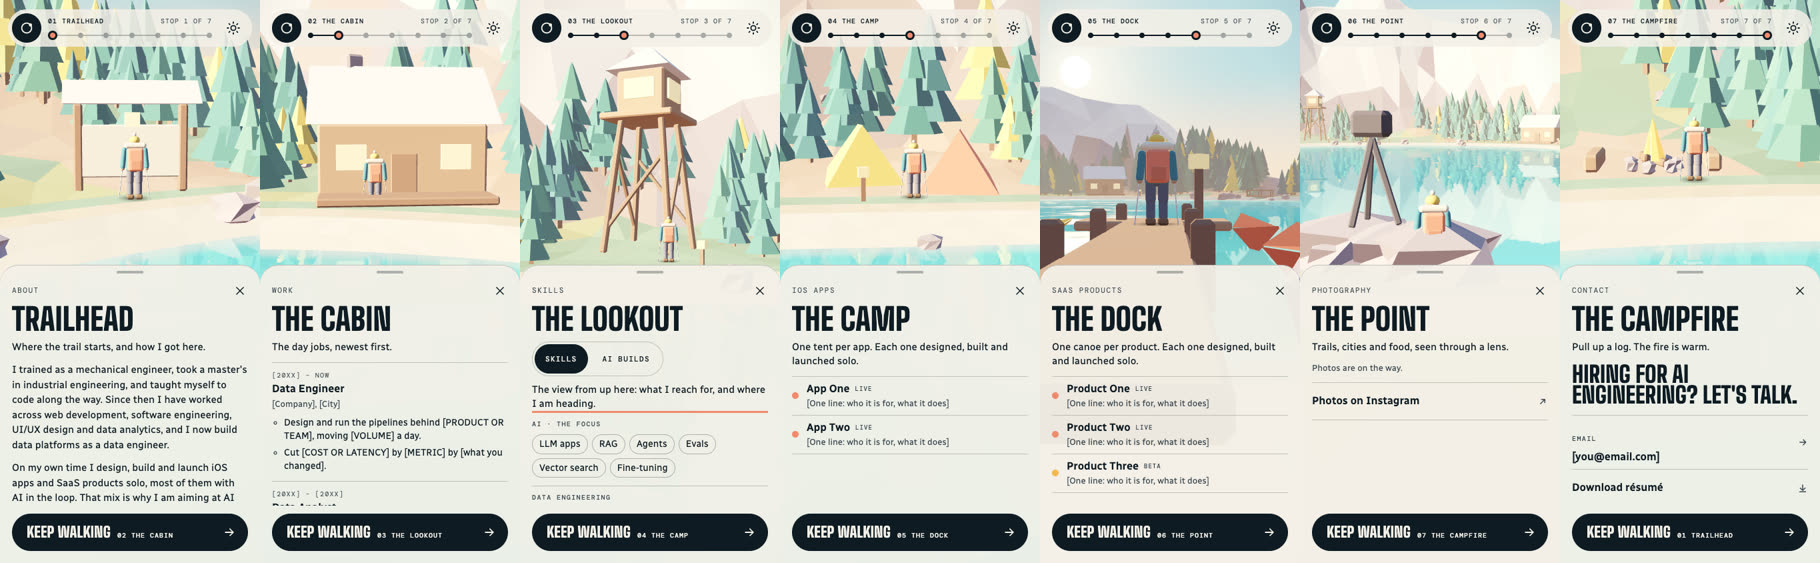 01 TRAILHEAD STOP 1 OF 7
ABOUT
TRAILHEAD
Where the trail starts, and how I got here.
I trained as a mechanical engineer, took a master's
in industrial engineering, and taught myself to
code along the way. Since then I have worked
across web development, software engineering,
UI/UX design and data analytics, and I now build
data platforms as a data engineer.
On my own time I design, build and launch iOS
apps and SaaS products solo, most of them with
AI in the loop. That mix is why I am aiming at AI
KEEP WALKING 02 THE CABIN
02 THE CABIN STOP 2 OF 7
WORK
THE CABIN
The day jobs, newest first.
[20XX] – NOW
Data Engineer
[Company], [City]
Design and run the pipelines behind [PRODUCT OR
TEAM], moving [VOLUME] a day.
Cut [COST OR LATENCY] by [METRIC] by [what you
changed].
[20XX] – [20XX]
Data Analyst
KEEP WALKING 03 THE LOOKOUT
03 THE LOOKOUT STOP 3 OF 7
SKILLS
THE LOOKOUT
SKILLS AI BUILDS
The view from up here: what I reach for, and where
I am heading.
AI · THE FOCUS
LLM apps RAG Agents Evals
Vector search Fine-tuning
DATA ENGINEERING
KEEP WALKING 04 THE CAMP
04 THE CAMP STOP 4 OF 7
IOS APPS
THE CAMP
One tent per app. Each one designed, built and
launched solo.
App One LIVE
[One line: who it is for, what it does]
App Two LIVE
[One line: who it is for, what it does]
KEEP WALKING 05 THE DOCK
05 THE DOCK STOP 5 OF 7
SAAS PRODUCTS
THE DOCK
One canoe per product. Each one designed, built
and launched solo.
Product One LIVE
[One line: who it is for, what it does]
Product Two LIVE
[One line: who it is for, what it does]
Product Three BETA
[One line: who it is for, what it does]
KEEP WALKING 06 THE POINT
06 THE POINT STOP 6 OF 7
PHOTOGRAPHY
THE POINT
Trails, cities and food, seen through a lens.
Photos are on the way.
Photos on Instagram
KEEP WALKING 07 THE CAMPFIRE
07 THE CAMPFIRE STOP 7 OF 7
CONTACT
THE CAMPFIRE
Pull up a log. The fire is warm.
HIRING FOR AI
ENGINEERING? LET'S TALK.
EMAIL
[you@email.com]
Download résumé
KEEP WALKING 01 TRAILHEAD